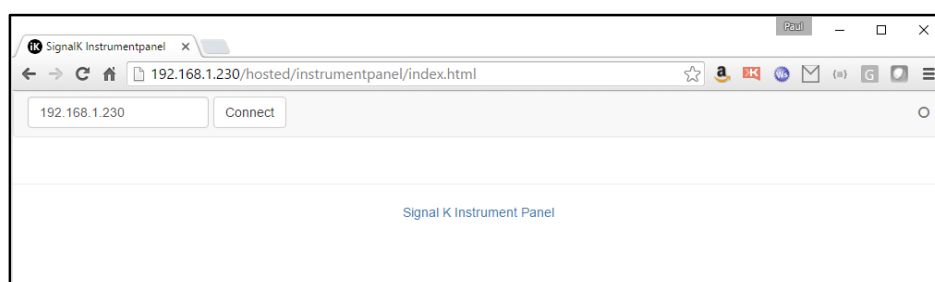 Paul
iK SignalK Instrumentpanel
192.168.1.230/hosted/instrumentpanel/index.html
192.168.1.230 Connect
Signal K Instrument Panel